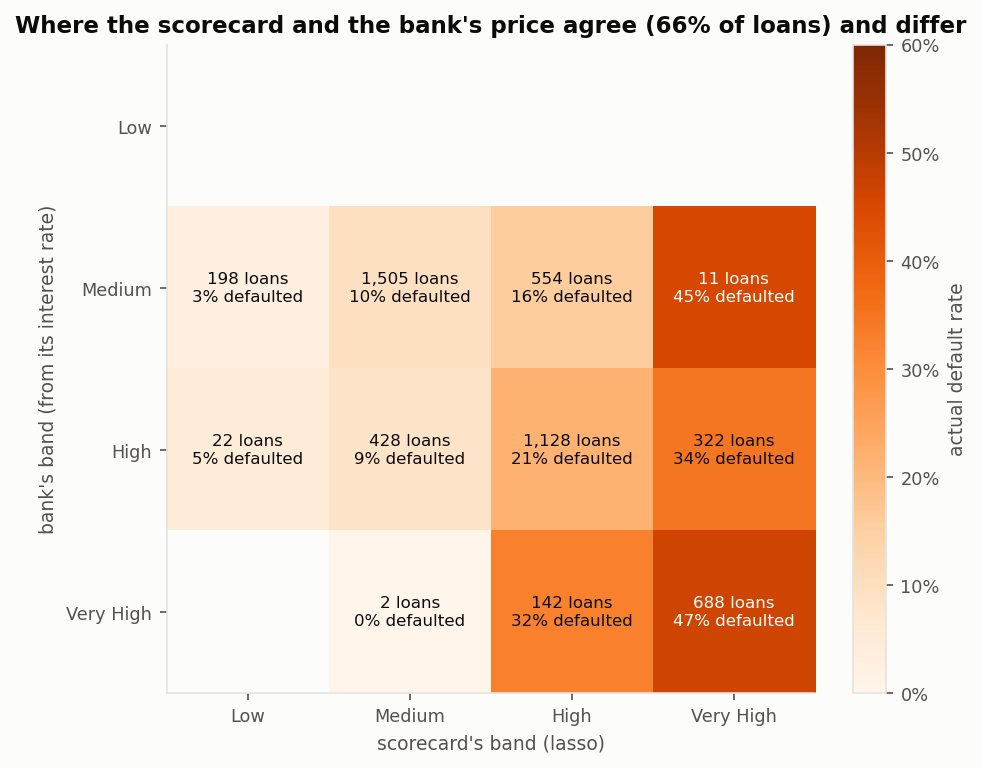 Where the scorecard and the bank's price agree (66% of loans) and differ
60%
50%
40%
30%
20%
10%
0%
actual default rate
bank's band (from its interest rate)
Low
Medium
High
Very High
198 loans
3% defaulted
1,505 loans
10% defaulted
554 loans
16% defaulted
11 loans
45% defaulted
22 loans
5% defaulted
428 loans
9% defaulted
1,128 loans
21% defaulted
322 loans
34% defaulted
2 loans
0% defaulted
142 loans
32% defaulted
688 loans
47% defaulted
Low
Medium
High
Very High
scorecard's band (lasso)